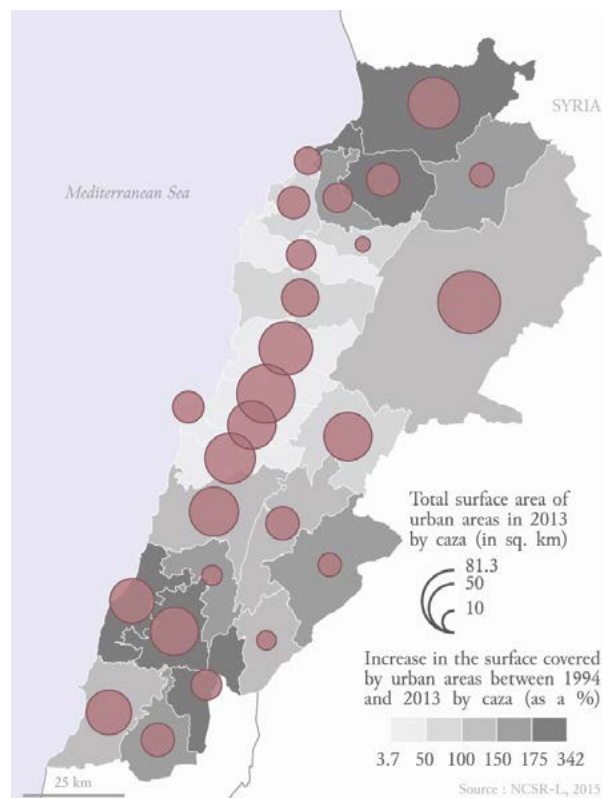 SYRIA
Mediterranean Sea
Total surface area of
urban areas in 2013
by caza (in sq. km)
81.3
50
10
Increase in the surface covered
by urban areas between 1994
and 2013 by caza (as a %)
3.7 50 100 150 175 342
25 km
Source : NCSR-L, 2015